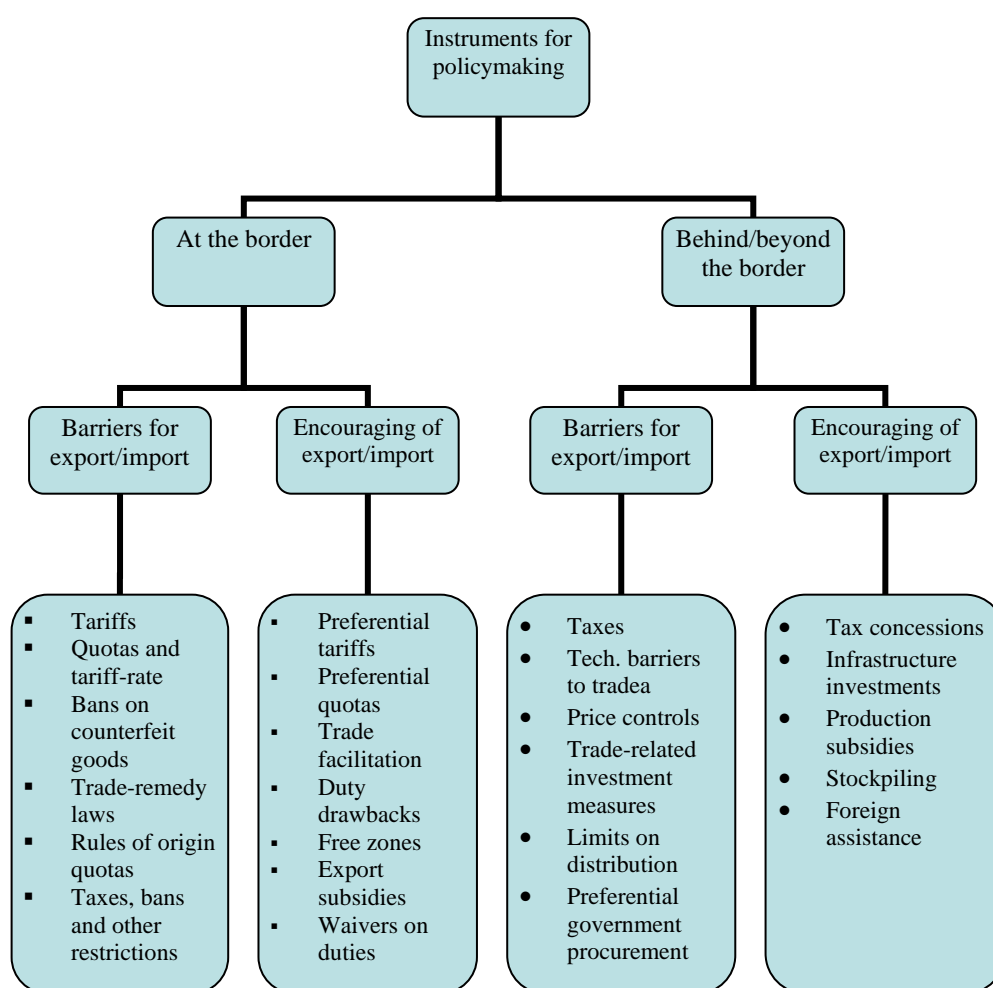 Instruments for
policymaking
At the border
Behind/beyond
the border
Barriers for
export/import
Encouraging of
export/import
Barriers for
export/import
Encouraging of
export/import
▪ Tariffs
▪ Quotas and
tariff-rate
▪ Bans on
counterfeit
goods
▪ Trade-remedy
laws
▪ Rules of origin
quotas
▪ Taxes, bans
and other
restrictions
▪ Preferential
tariffs
▪ Preferential
quotas
▪ Trade
facilitation
▪ Duty
drawbacks
▪ Free zones
▪ Export
subsidies
▪ Waivers on
duties
● Taxes
● Tech. barriers
to tradea
● Price controls
● Trade-related
investment
measures
● Limits on
distribution
● Preferential
government
procurement
● Tax concessions
● Infrastructure
investments
● Production
subsidies
● Stockpiling
● Foreign
assistance